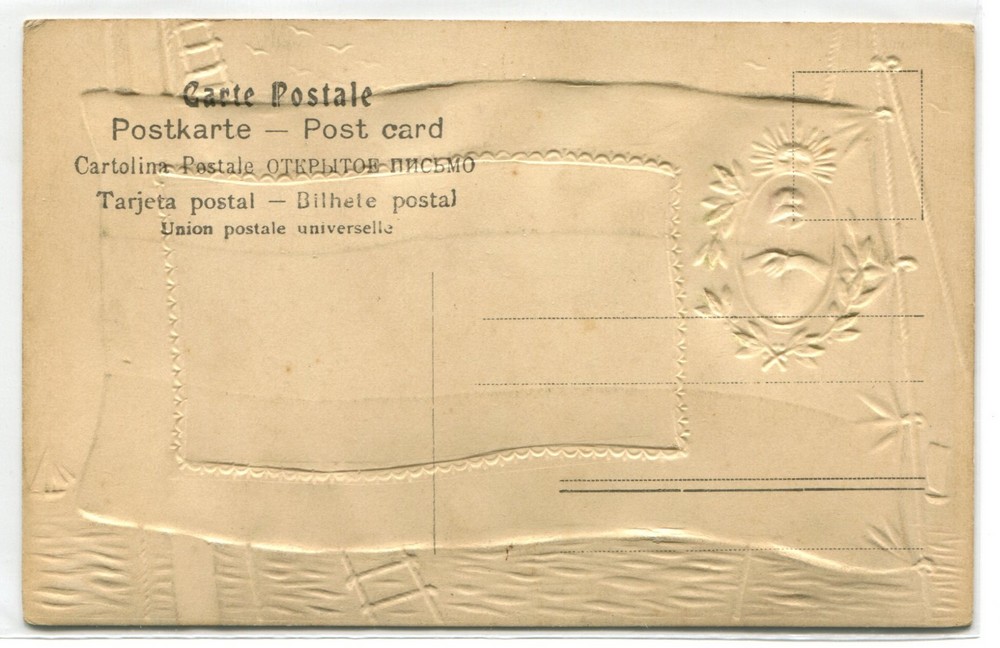 Carte Postale
Postkarte — Post card
Cartolina Postale ОТКРЫТОЕ ПИСЬМО
Tarjeta postal — Bilhete postal
Union postale universelle